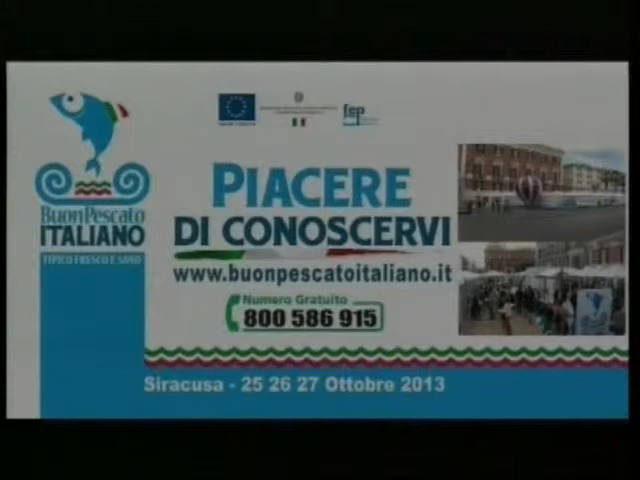 BuonPescato
ITALIANO
TIPICO FRESCO E SANO
fep
PIACERE
DI CONOSCERVI
www.buonpescatoitaliano.it
Numero Gratuito
800 586 915
Siracusa - 25 26 27 Ottobre 2013